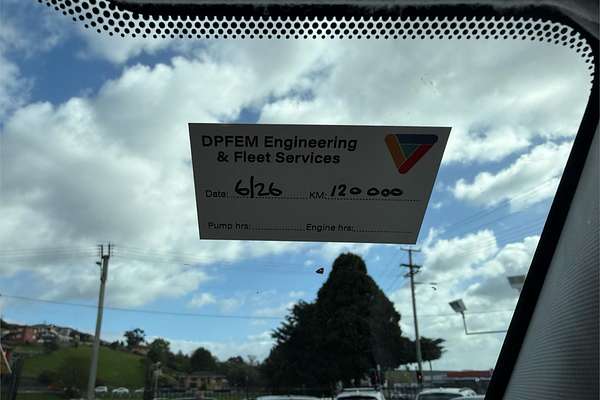 DPFEM Engineering
& Fleet Services
Date: 6/26 KM: 120 000
Pump hrs: Engine hrs: